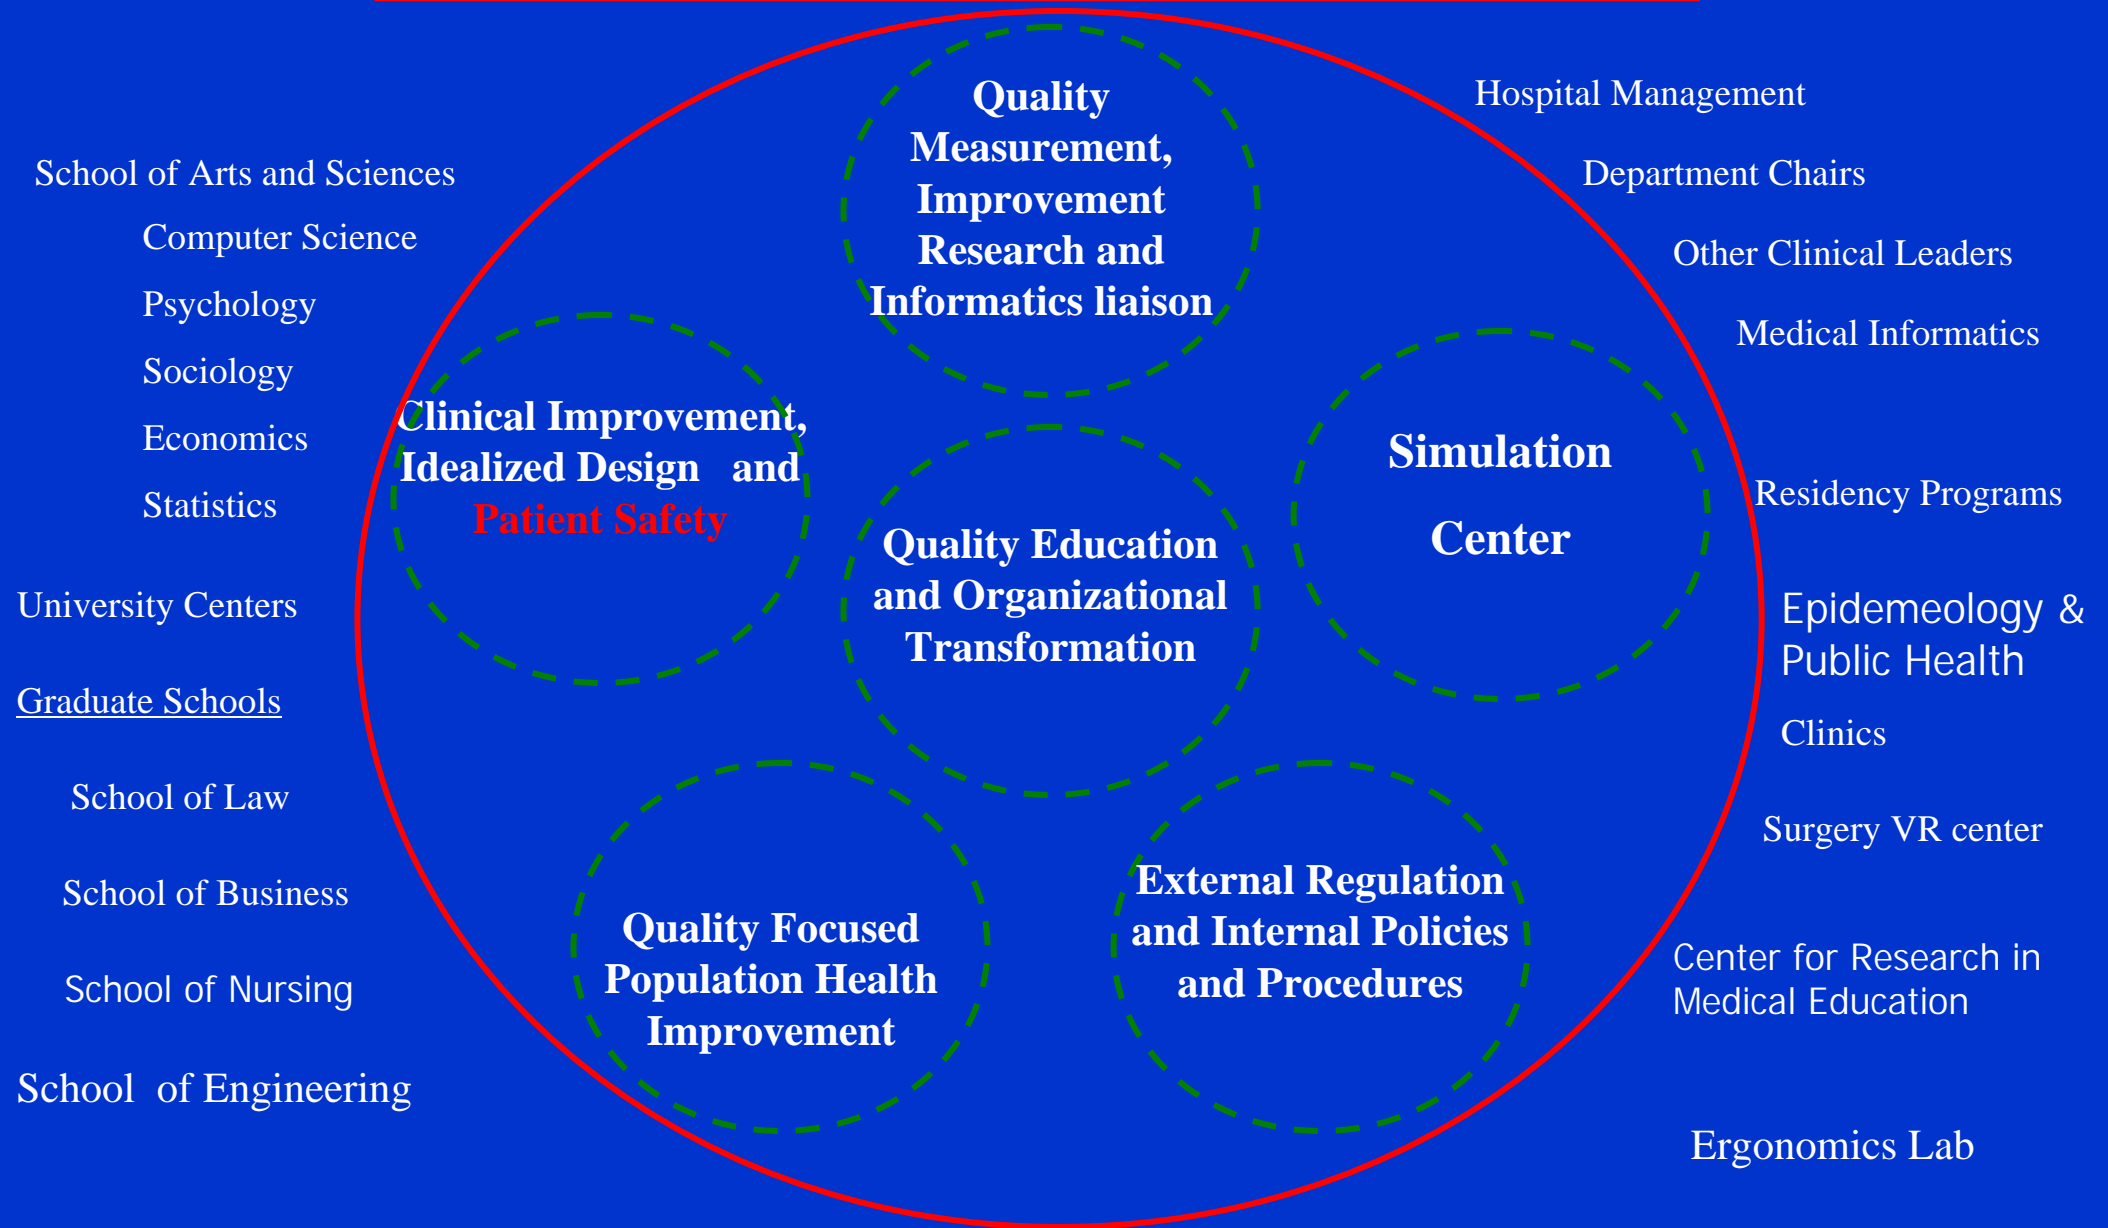 School of Arts and Sciences
Computer Science
Psychology
Sociology
Economics
Statistics
University Centers
Graduate Schools
School of Law
School of Business
School of Nursing
School of Engineering
Quality
Measurement,
Improvement
Research and
Informatics liaison
Clinical Improvement,
Idealized Design and
Patient Safety
Quality Education
and Organizational
Transformation
Simulation
Center
Quality Focused
Population Health
Improvement
External Regulation
and Internal Policies
and Procedures
Hospital Management
Department Chairs
Other Clinical Leaders
Medical Informatics
Residency Programs
Epidemeology &
Public Health
Clinics
Surgery VR center
Center for Research in
Medical Education
Ergonomics Lab